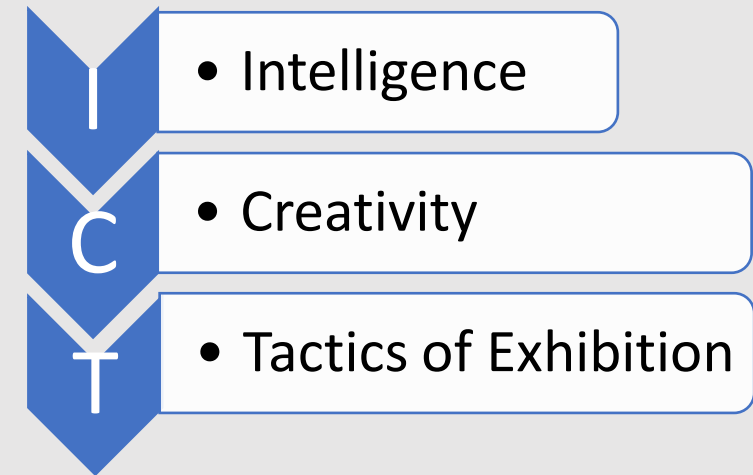 I
• Intelligence
C
• Creativity
T
• Tactics of Exhibition